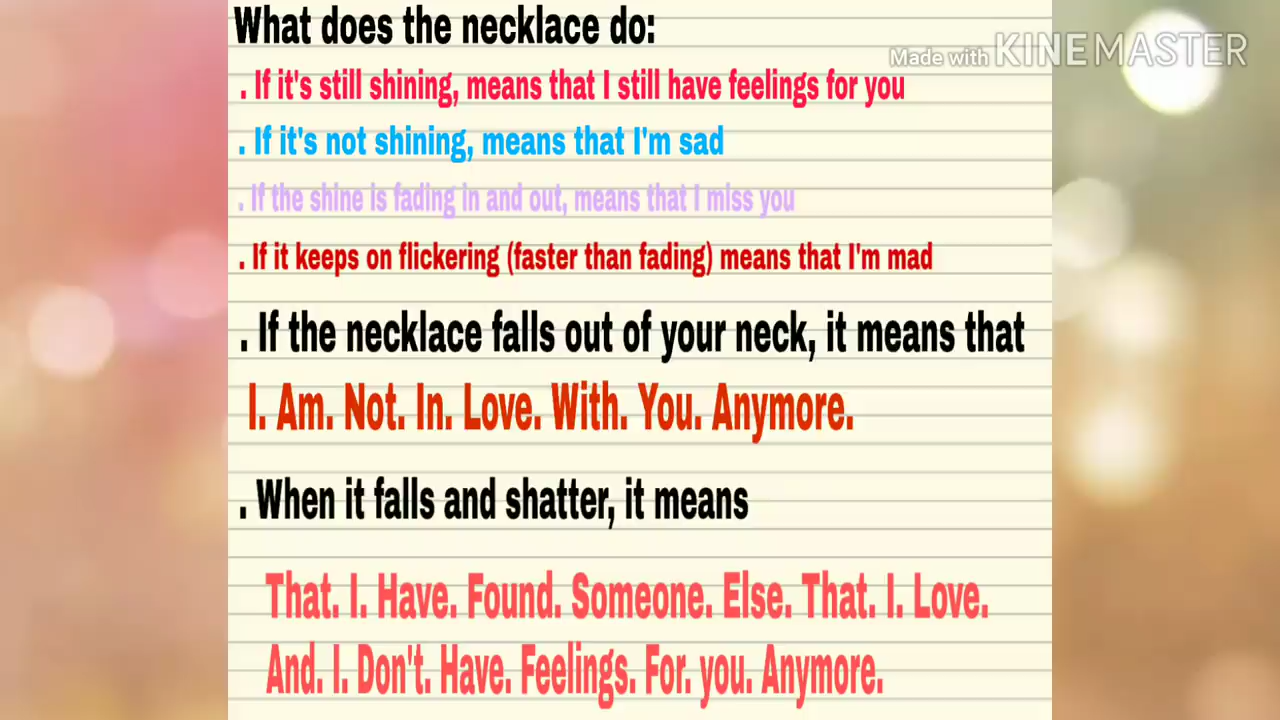 What does the necklace do:
Made with KINEMASTER
. If it's still shining, means that I still have feelings for you
. If it's not shining, means that I'm sad
. If the shine is fading in and out, means that I miss you
. If it keeps on flickering (faster than fading) means that I'm mad
. If the necklace falls out of your neck, it means that
I. Am. Not. In. Love. With. You. Anymore.
. When it falls and shatter, it means
That. I. Have. Found. Someone. Else. That. I. Love.
And. I. Don't. Have. Feelings. For. you. Anymore.